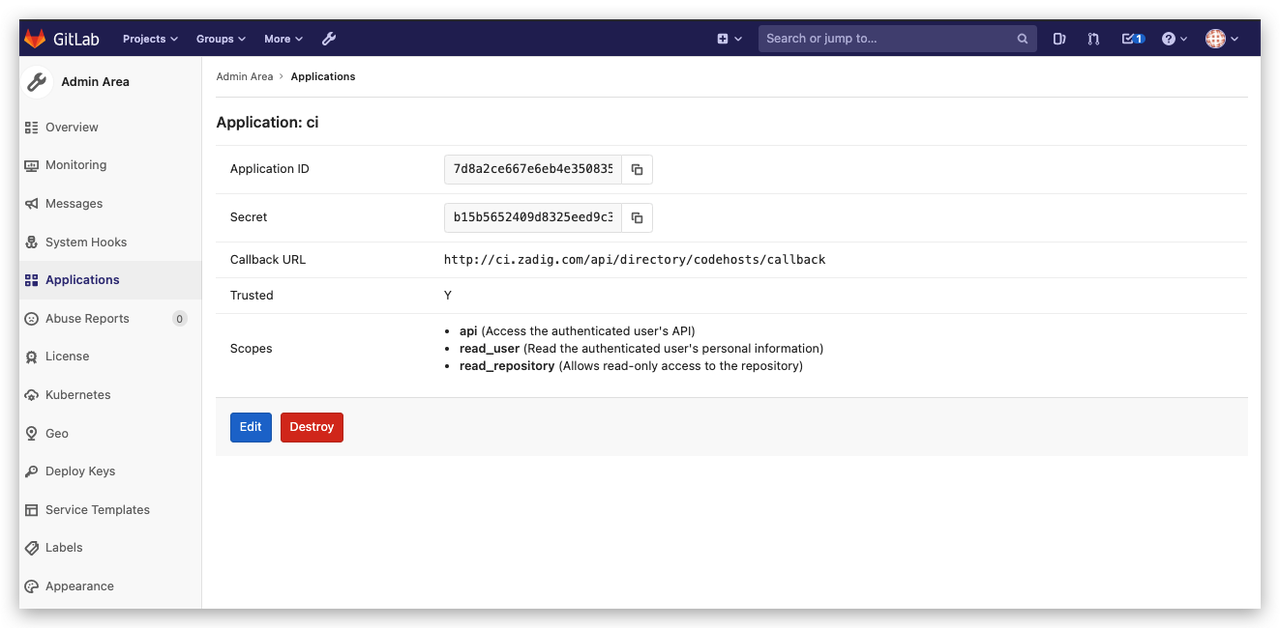 GitLab Projects Groups More Search or jump to... 1
Admin Area
Overview
Monitoring
Messages
System Hooks
Applications
Abuse Reports 0
License
Kubernetes
Geo
Deploy Keys
Service Templates
Labels
Appearance
Admin Area > Applications
Application: ci
Application ID 7d8a2ce667e6eb4e350835
Secret b15b5652409d8325eed9c3
Callback URL http://ci.zadig.com/api/directory/codehosts/callback
Trusted Y
Scopes
• api (Access the authenticated user's API)
• read_user (Read the authenticated user's personal information)
• read_repository (Allows read-only access to the repository)
Edit Destroy